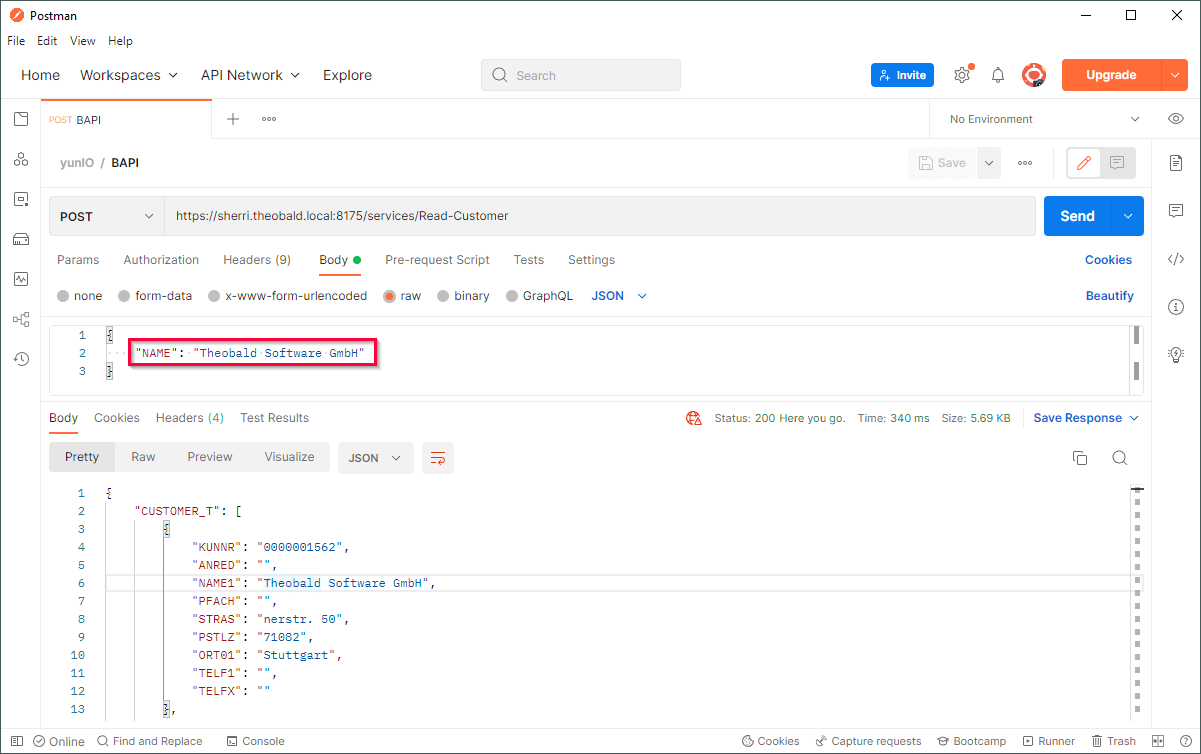 Postman
File Edit View Help
Home Workspaces API Network Explore Search Invite Upgrade
POST BAPI No Environment
yunIO / BAPI Save
POST https://sherri.theobald.local:8175/services/Read-Customer Send
Params Authorization Headers (9) Body Pre-request Script Tests Settings Cookies
none form-data x-www-form-urlencoded raw binary GraphQL JSON Beautify
1 {
2 "NAME": "Theobald Software GmbH"
3 }
Body Cookies Headers (4) Test Results Status: 200 Here you go. Time: 340 ms Size: 5.69 KB Save Response
Pretty Raw Preview Visualize JSON
1 {
2 "CUSTOMER_T": [
3 {
4 "KUNNR": "0000001562",
5 "ANRED": "",
6 "NAME1": "Theobald Software GmbH",
7 "PFACH": "",
8 "STRAS": "nerstr. 50",
9 "PSTLZ": "71082",
10 "ORT01": "Stuttgart",
11 "TELF1": "",
12 "TELFX": ""
13 },
Online Find and Replace Console Cookies Capture requests Bootcamp Runner Trash